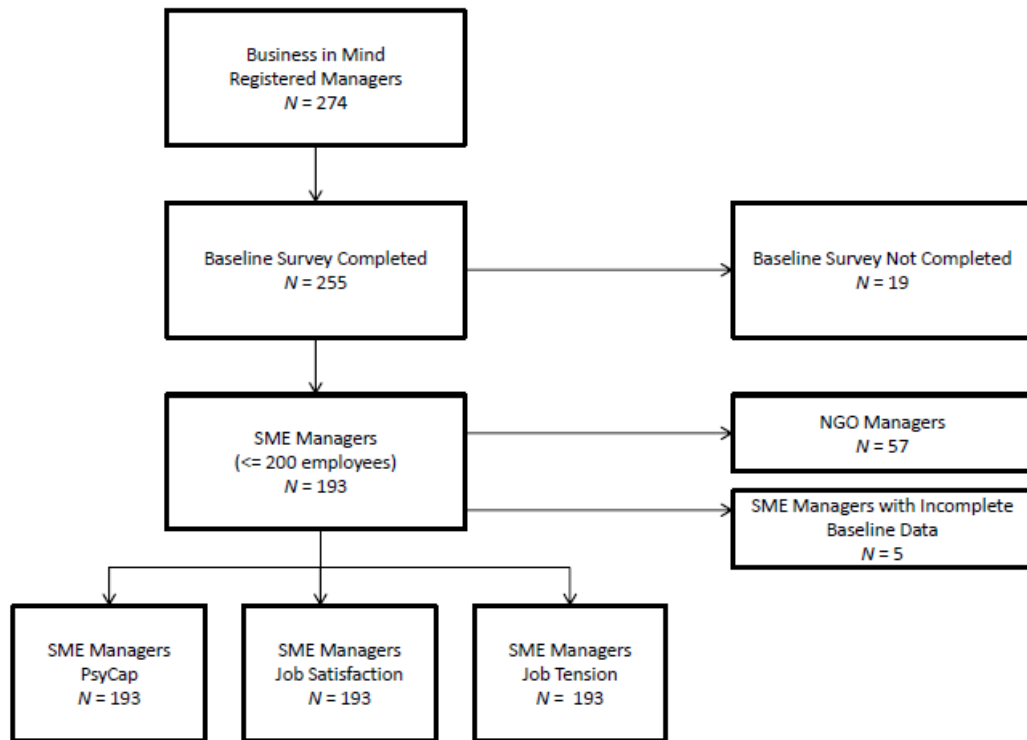 Business in Mind
Registered Managers
N = 274
Baseline Survey Completed
N = 255
Baseline Survey Not Completed
N = 19
SME Managers
(<= 200 employees)
N = 193
NGO Managers
N = 57
SME Managers with Incomplete
Baseline Data
N = 5
SME Managers
PsyCap
N = 193
SME Managers
Job Satisfaction
N = 193
SME Managers
Job Tension
N = 193